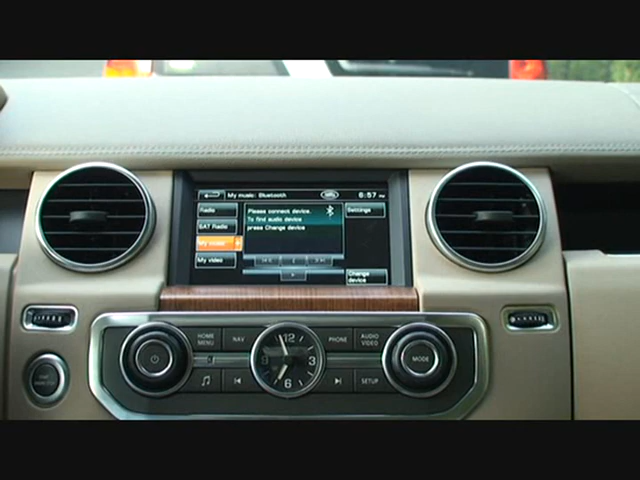 My music: Bluetooth
6:57 PM
Radio
SAT Radio
My music
My video
Please connect device.
To find audio device
press Change device
Settings
Change
device
HOME
MENU
NAV
PHONE
AUDIO
VIDEO
12
3
6
SETUP
MODE